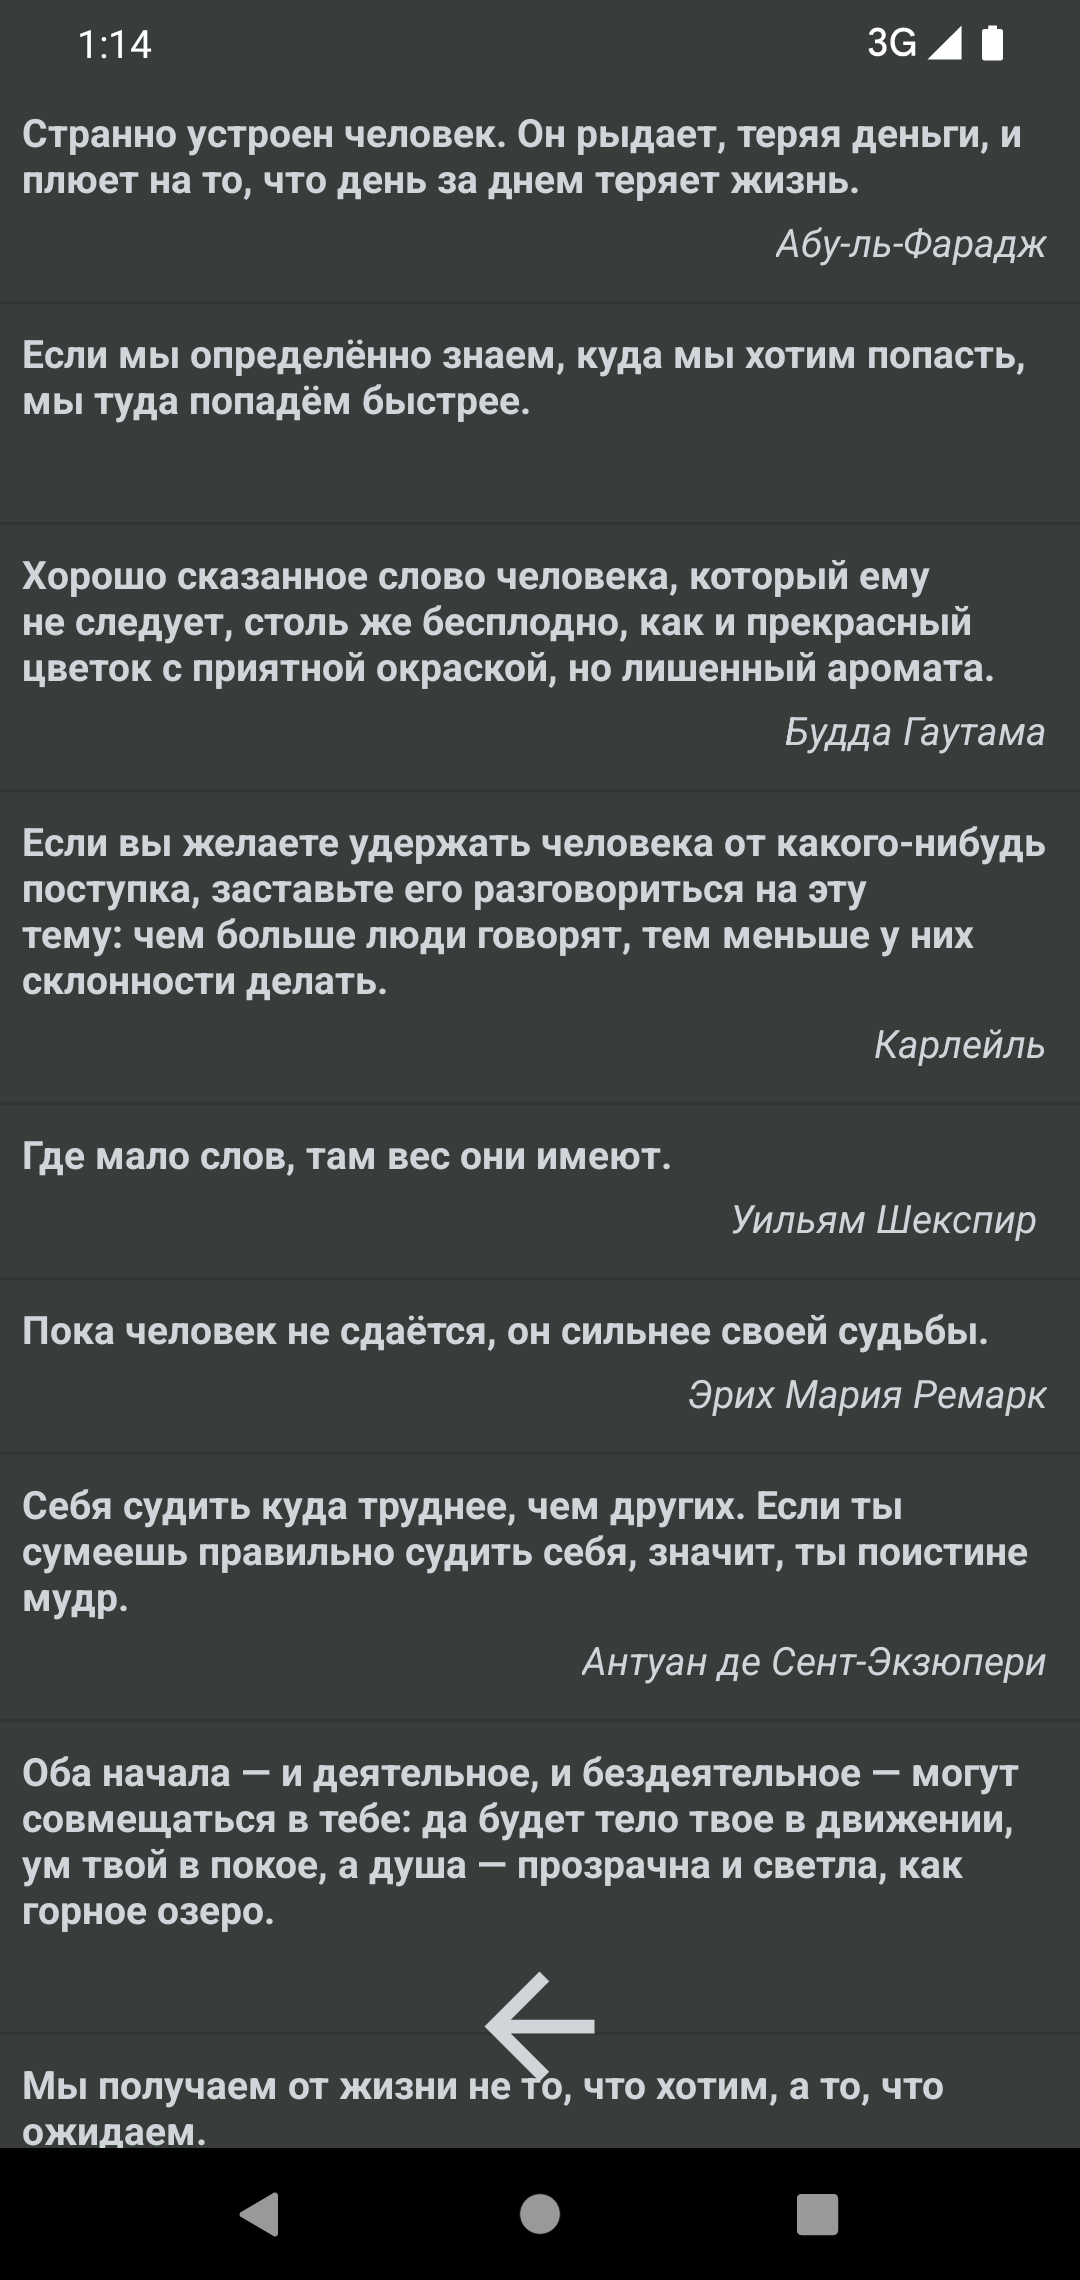 1:14
3G
Странно устроен человек. Он рыдает, теряя деньги, и
плюет на то, что день за днем теряет жизнь.
Абу-ль-Фарадж
Если мы определённо знаем, куда мы хотим попасть,
мы туда попадём быстрее.
Хорошо сказанное слово человека, который ему
не следует, столь же бесплодно, как и прекрасный
цветок с приятной окраской, но лишенный аромата.
Будда Гаутама
Если вы желаете удержать человека от какого-нибудь
поступка, заставьте его разговориться на эту
тему: чем больше люди говорят, тем меньше у них
склонности делать.
Карлейль
Где мало слов, там вес они имеют.
Уильям Шекспир
Пока человек не сдаётся, он сильнее своей судьбы.
Эрих Мария Ремарк
Себя судить куда труднее, чем других. Если ты
сумеешь правильно судить себя, значит, ты поистине
мудр.
Антуан де Сент-Экзюпери
Оба начала — и деятельное, и бездеятельное — могут
совмещаться в тебе: да будет тело твое в движении,
ум твой в покое, а душа — прозрачна и светла, как
горное озеро.
Мы получаем от жизни не то, что хотим, а то, что
ожидаем.